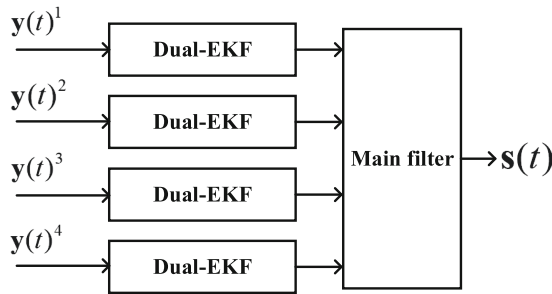 y(t)¹ Dual-EKF
y(t)² Dual-EKF
y(t)³ Dual-EKF
y(t)⁴ Dual-EKF
Main filter
s(t)